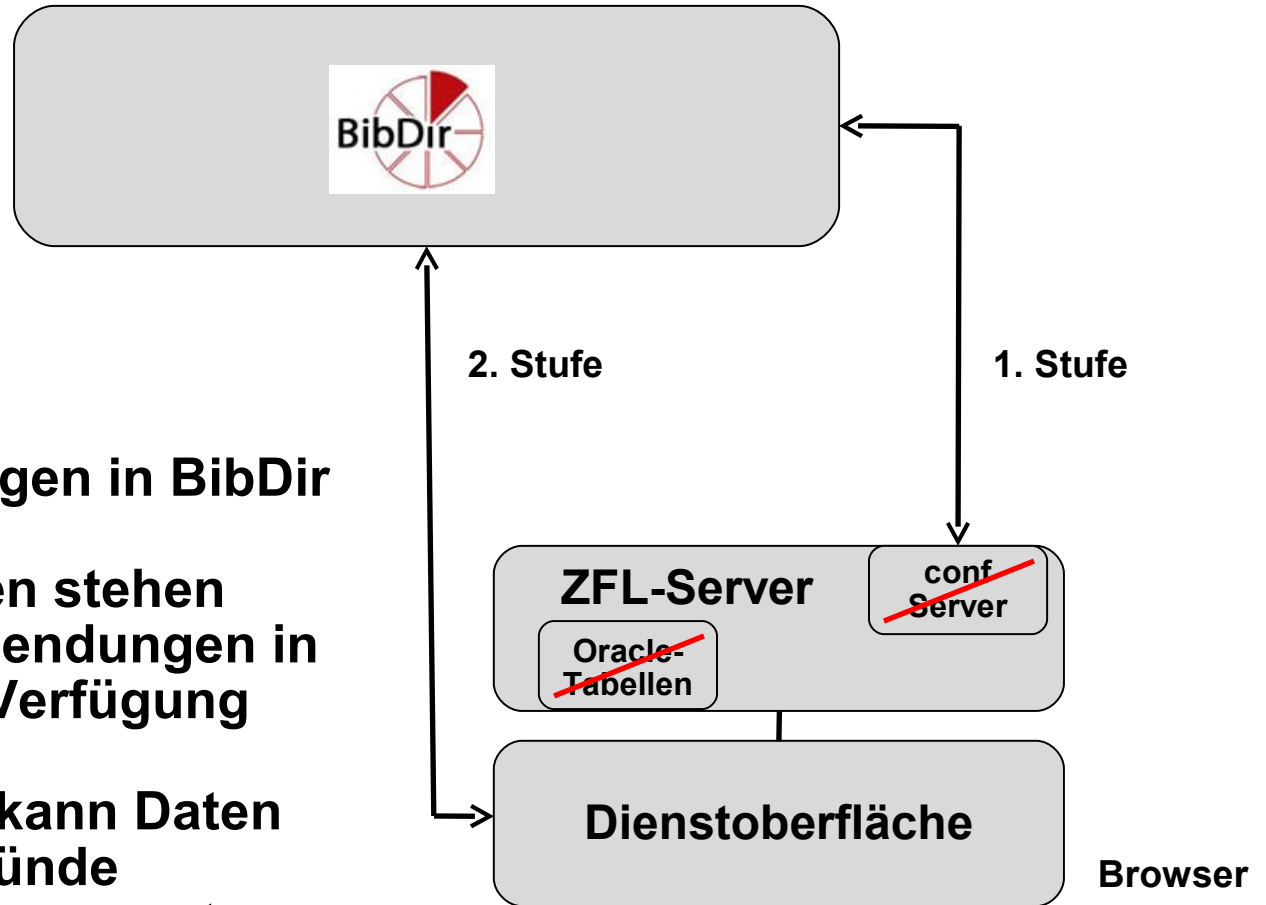 BibDir
2. Stufe
1. Stufe
gen in BibDir
en stehen
endungen in
Verfügung
kann Daten
ünde
ZFL-Server
conf
Server
Oracle-
Tabellen
Dienstoberfläche
Browser